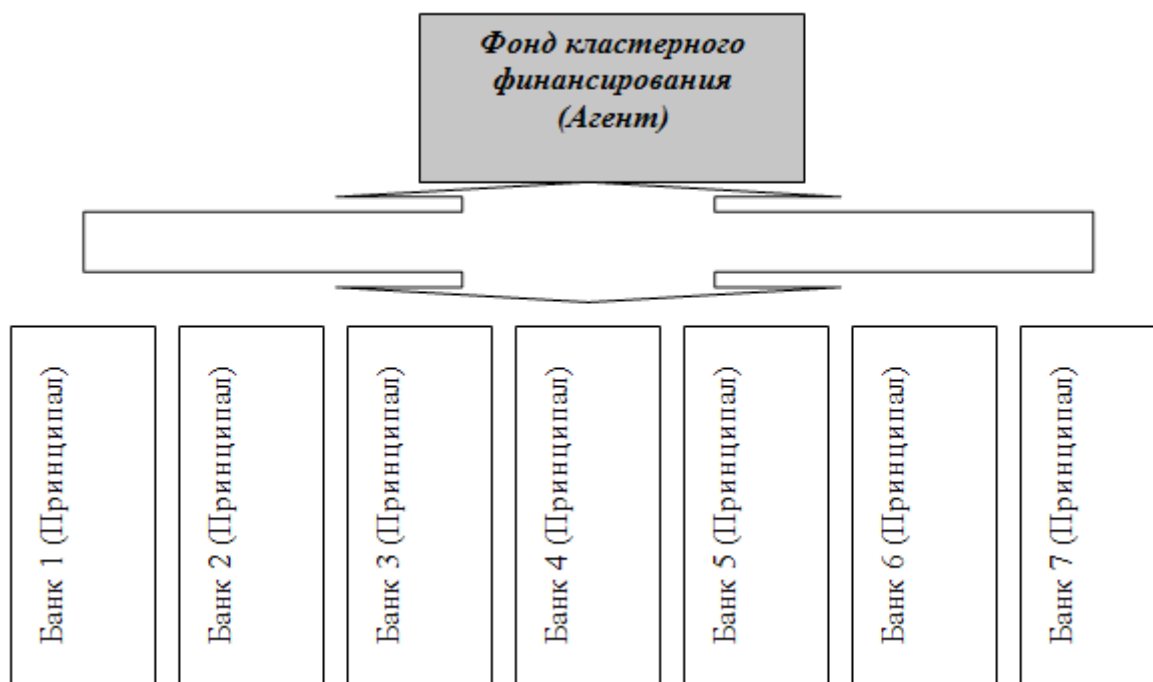 Фонд кластерного
финансирования
(Агент)
Банк 1 (Принципал)
Банк 2 (Принципал)
Банк 3 (Принципал)
Банк 4 (Принципал)
Банк 5 (Принципал)
Банк 6 (Принципал)
Банк 7 (Принципал)